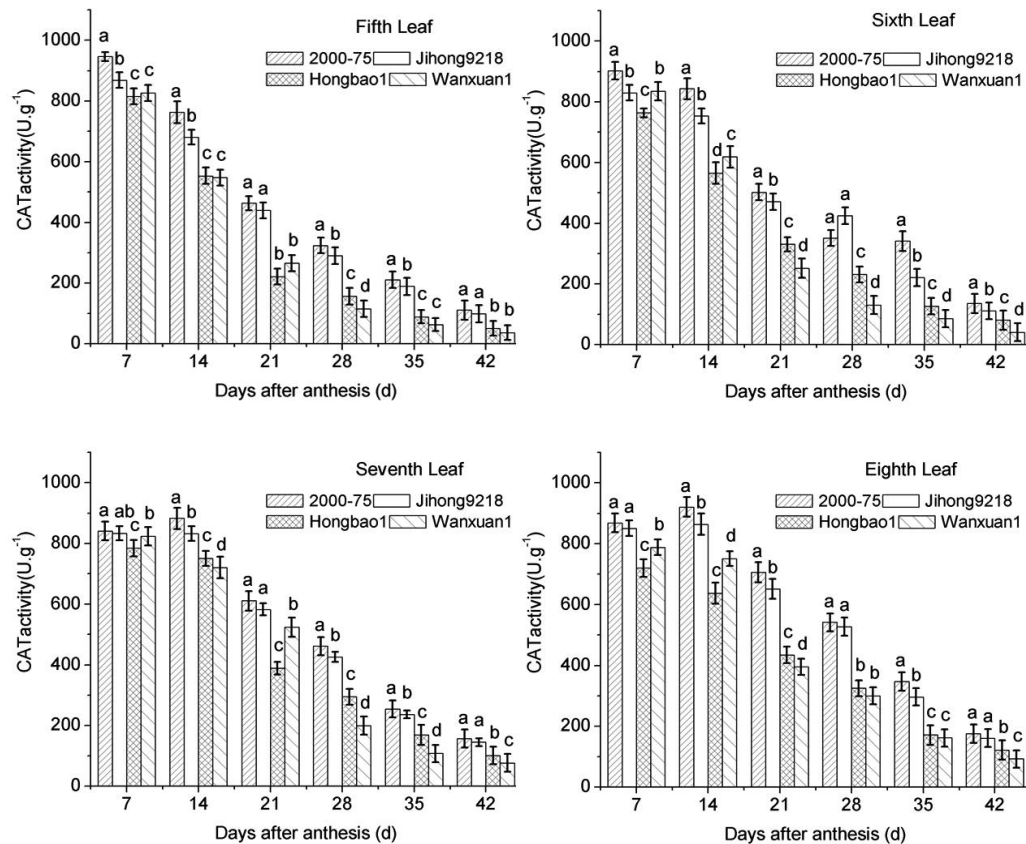 Fifth Leaf
2000-75 Jihong9218
Hongbao1 Wanxuan1
CATactivity(U.g-1)
1000
800
600
400
200
0
a b c c
a b c c
a a b b
a b c d
a b c d
a a b b
7 14 21 28 35 42
Days after anthesis (d)
Sixth Leaf
2000-75 Jihong9218
Hongbao1 Wanxuan1
CATactivity(U.g-1)
1000
800
600
400
200
0
a b c b
a b d c
a b c d
b a c d
a b c d
a b c d
7 14 21 28 35 42
Days after anthesis (d)
Seventh Leaf
2000-75 Jihong9218
Hongbao1 Wanxuan1
CATactivity(U.g-1)
1000
800
600
400
200
0
a ab c b
a b c d
a a c b
a b c d
a b c d
a a b c
7 14 21 28 35 42
Days after anthesis (d)
Eighth Leaf
2000-75 Jihong9218
Hongbao1 Wanxuan1
CATactivity(U.g-1)
1000
800
600
400
200
0
a a c b
a b c d
a b c d
a a b b
a b c c
a a b c
7 14 21 28 35 42
Days after anthesis (d)